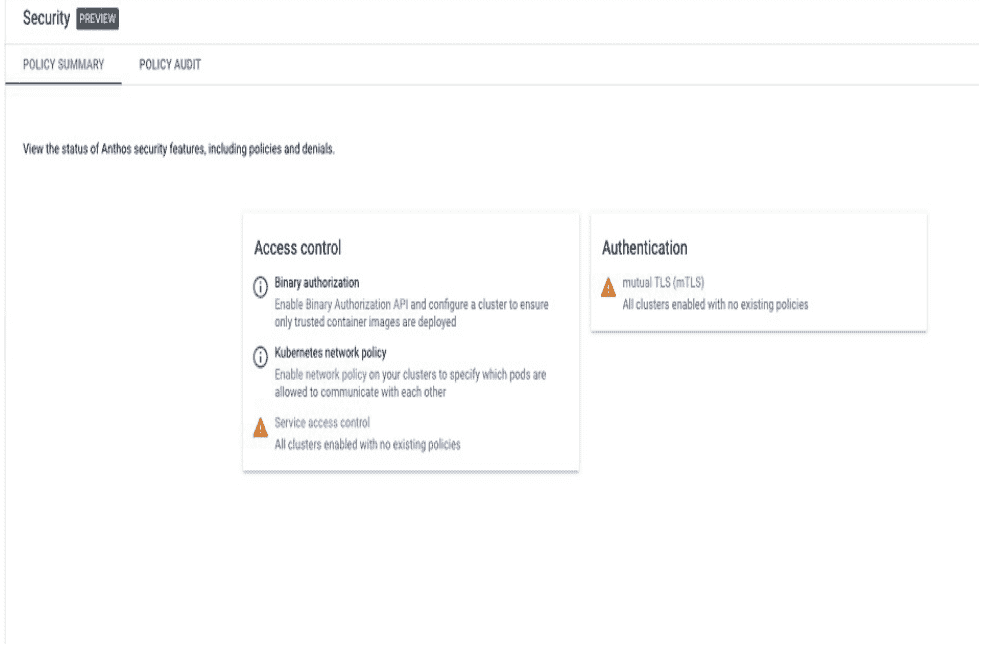 Security PREVIEW
POLICY SUMMARY POLICY AUDIT
View the status of Anthos security features, including policies and denials.
Access control
Binary authorization
Enable Binary Authorization API and configure a cluster to ensure
only trusted container images are deployed
Kubernetes network policy
Enable network policy on your clusters to specify which pods are
allowed to communicate with each other
Service access control
All clusters enabled with no existing policies
Authentication
mutual TLS (mTLS)
All clusters enabled with no existing policies